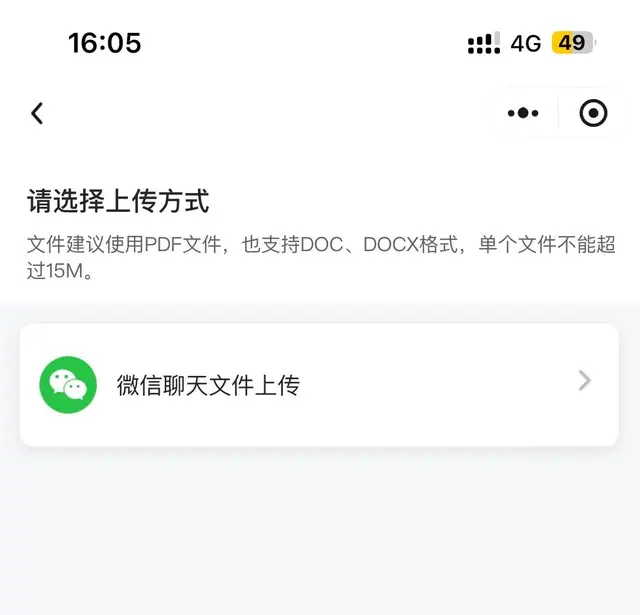 16:05
4G 49
请选择上传方式
文件建议使用PDF文件，也支持DOC、DOCX格式，单个文件不能超
过15M。
微信聊天文件上传